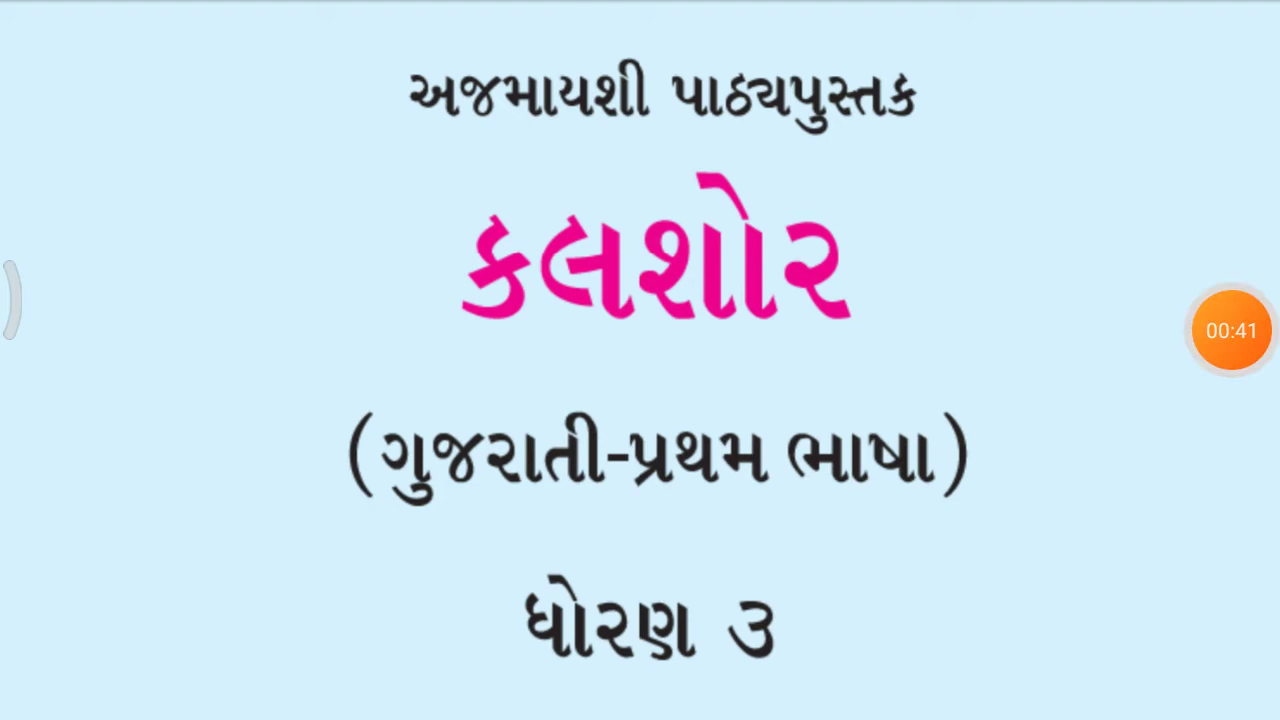 અજમાયશી પાઠ્યપુસ્તક
કલશોર
(ગુજરાતી-પ્રથમ ભાષા)
ધોરણ ૩
00:41